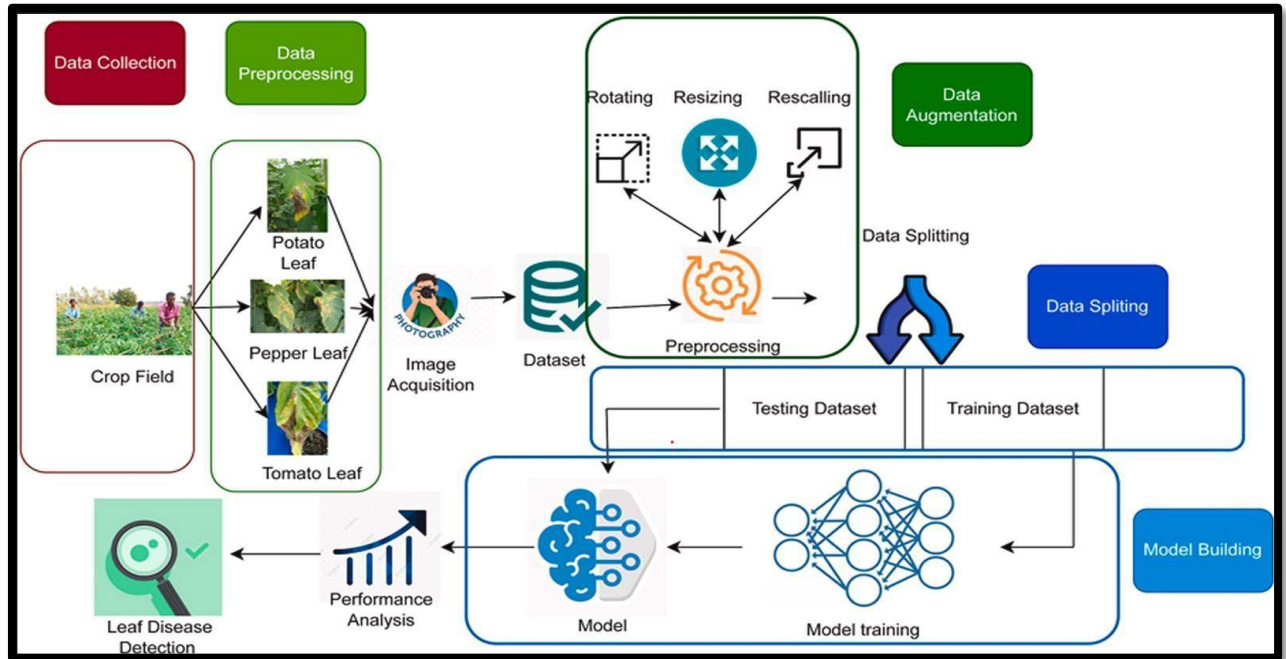 Data Collection
Data
Preprocessing
Rotating
Resizing
Rescalling
Data
Augmentation
Potato
Leaf
Pepper Leaf
Tomato Leaf
Crop Field
PHOTOGRAPHY
Image
Acquisition
Dataset
Preprocessing
Data Splitting
Data Spliting
Testing Dataset
Training Dataset
Model Building
Model training
Model
Performance
Analysis
Leaf Disease
Detection